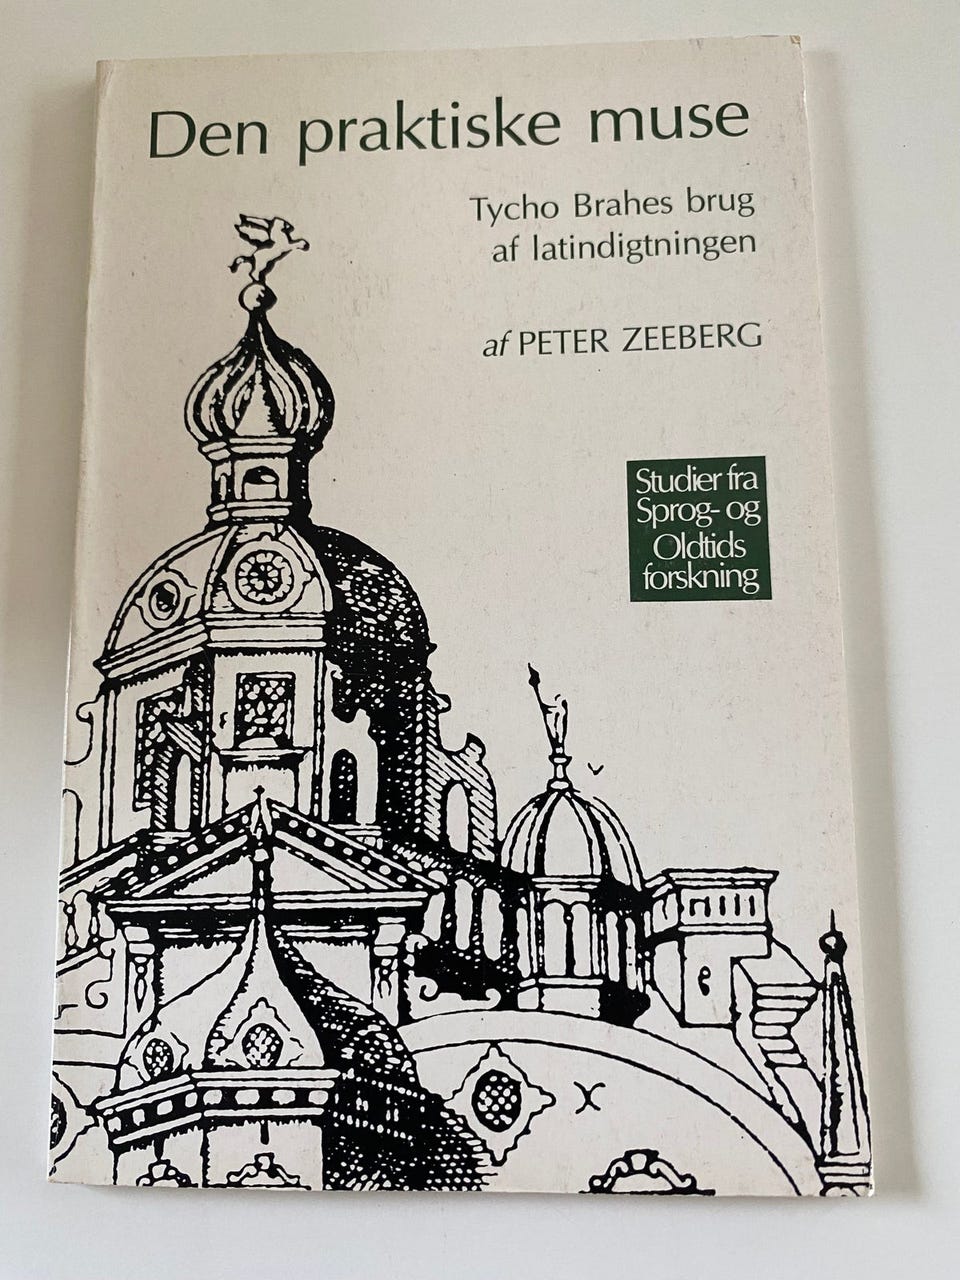 Den praktiske muse
Tycho Brahes brug
af latindigtningen
af PETER ZEEBERG
Studier fra
Sprog- og
Oldtids
forskning